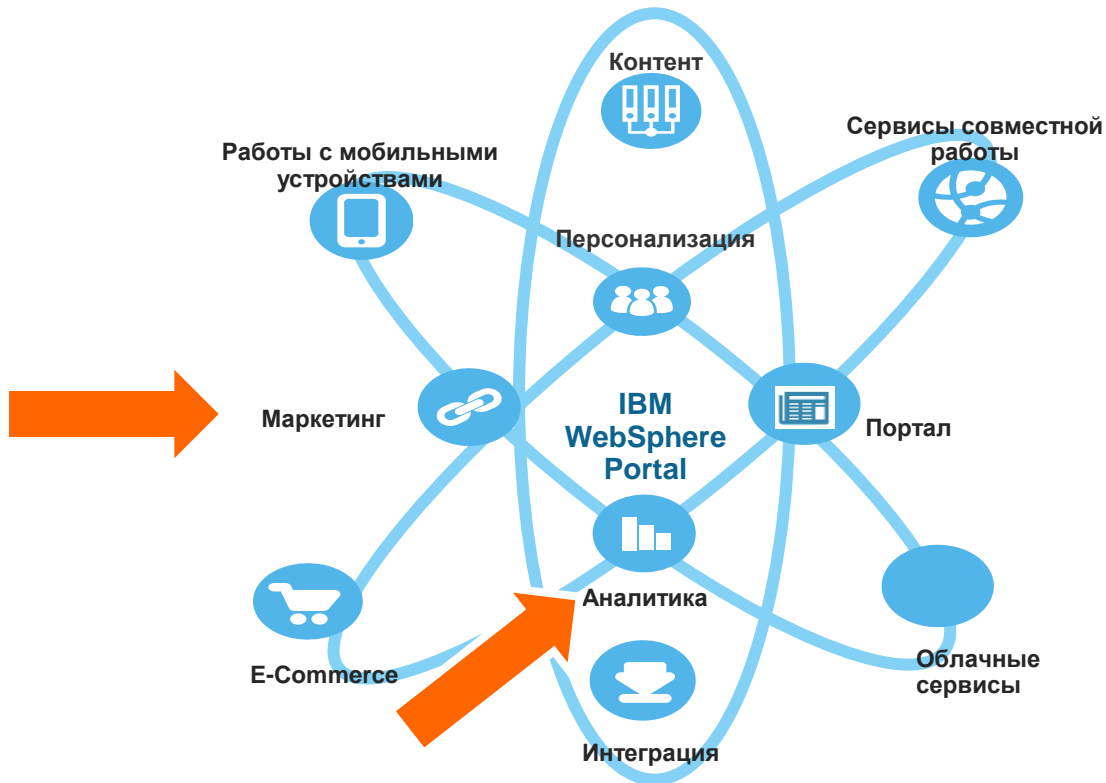 Контент
Сервисы совместной
работы
Работы с мобильными
устройствами
Персонализация
IBM
WebSphere
Portal
Маркетинг
Портал
Аналитика
E-Commerce
Облачные
сервисы
Интеграция